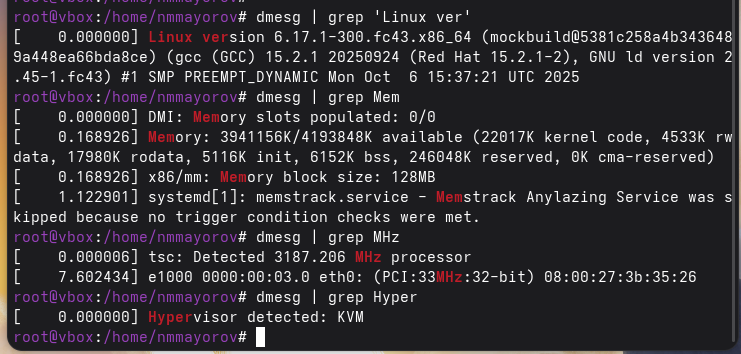 root@vbox:/home/nmmayorov# dmesg | grep 'Linux ver'
[    0.000000] Linux version 6.17.1-300.fc43.x86_64 (mockbuild@5381c258a4b343648
9a448ea66bda8ce) (gcc (GCC) 15.2.1 20250924 (Red Hat 15.2.1-2), GNU ld version 2
.45-1.fc43) #1 SMP PREEMPT_DYNAMIC Mon Oct  6 15:37:21 UTC 2025
root@vbox:/home/nmmayorov# dmesg | grep Mem
[    0.000000] DMI: Memory slots populated: 0/0
[    0.168926] Memory: 3941156K/4193848K available (22017K kernel code, 4533K rw
data, 17980K rodata, 5116K init, 6152K bss, 246048K reserved, 0K cma-reserved)
[    0.168926] x86/mm: Memory block size: 128MB
[    1.122901] systemd[1]: memstrack.service - Memstrack Anylazing Service was s
kipped because no trigger condition checks were met.
root@vbox:/home/nmmayorov# dmesg | grep MHz
[    0.000006] tsc: Detected 3187.206 MHz processor
[    7.602434] e1000 0000:00:03.0 eth0: (PCI:33MHz:32-bit) 08:00:27:3b:35:26
root@vbox:/home/nmmayorov# dmesg | grep Hyper
[    0.000000] Hypervisor detected: KVM
root@vbox:/home/nmmayorov#